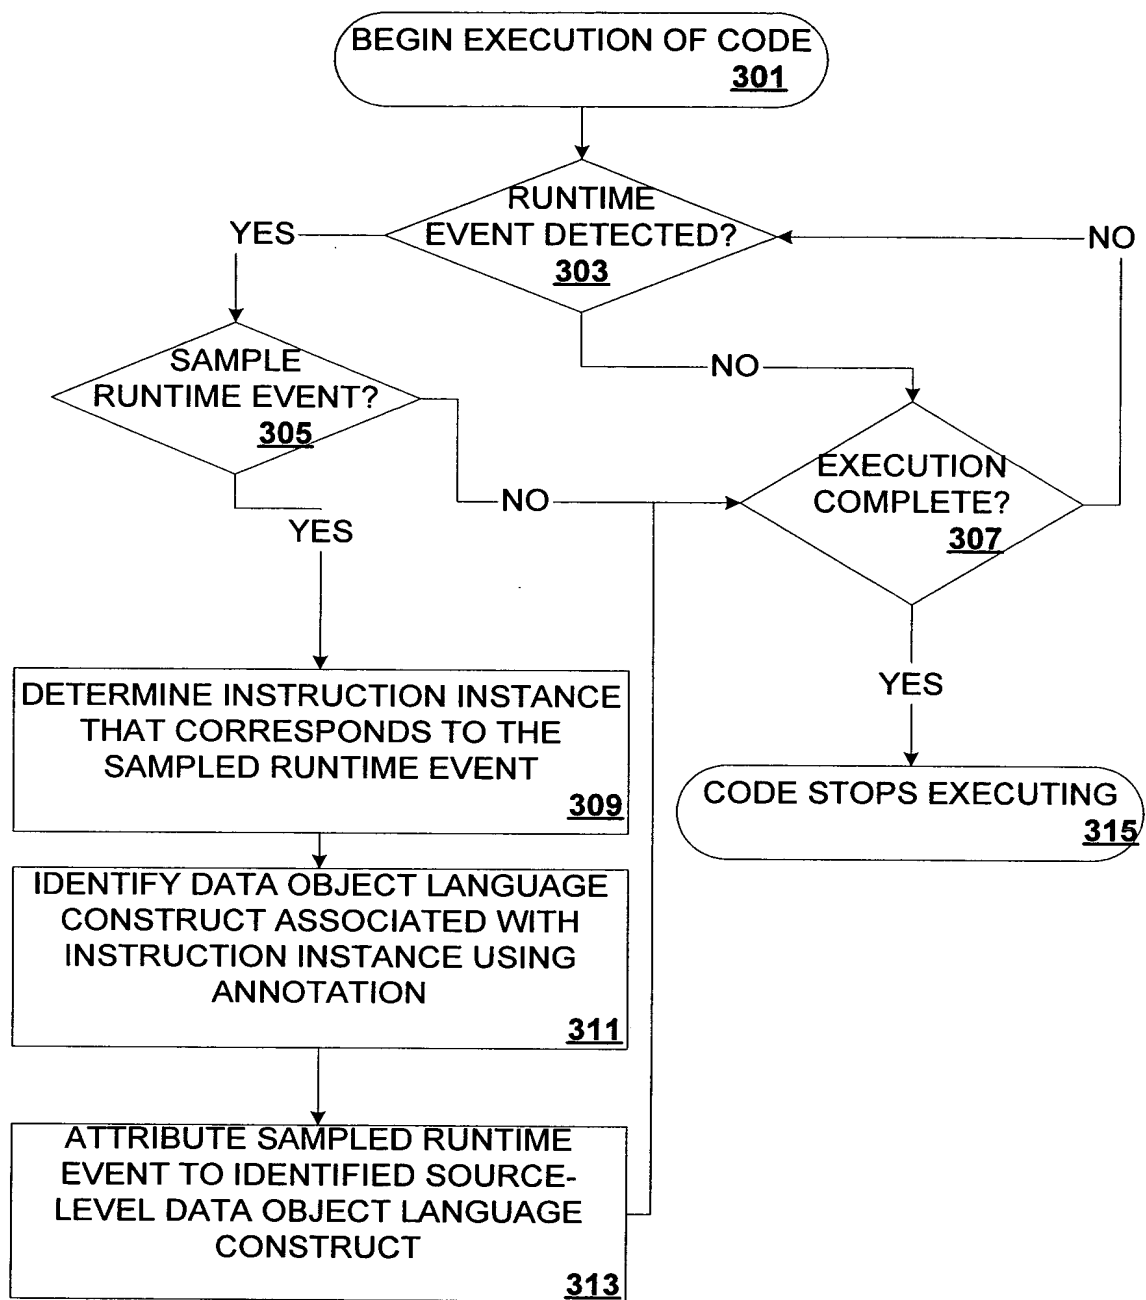 BEGIN EXECUTION OF CODE
301
RUNTIME
EVENT DETECTED?
303
YES
NO
SAMPLE
RUNTIME EVENT?
305
NO
EXECUTION
COMPLETE?
307
NO
YES
YES
DETERMINE INSTRUCTION INSTANCE
THAT CORRESPONDS TO THE
SAMPLED RUNTIME EVENT
309
CODE STOPS EXECUTING
315
IDENTIFY DATA OBJECT LANGUAGE
CONSTRUCT ASSOCIATED WITH
INSTRUCTION INSTANCE USING
ANNOTATION
311
ATTRIBUTE SAMPLED RUNTIME
EVENT TO IDENTIFIED SOURCE-
LEVEL DATA OBJECT LANGUAGE
CONSTRUCT
313